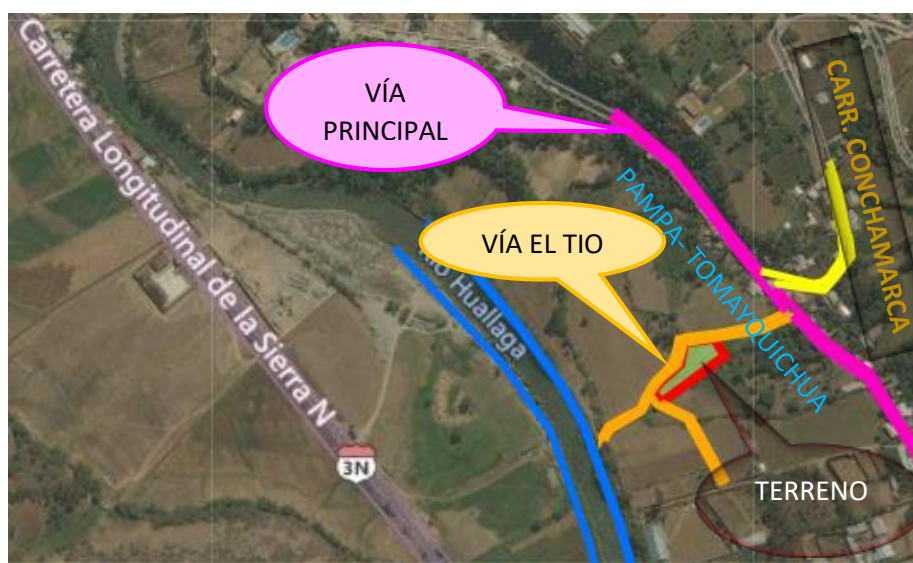 Carretera Longitudinal de la Sierra N
3N
VÍA
PRINCIPAL
CARR. CONCHAMARCA
PAMPA- TOMAYQUICHUA
VÍA EL TIO
Río Huallaga
TERRENO